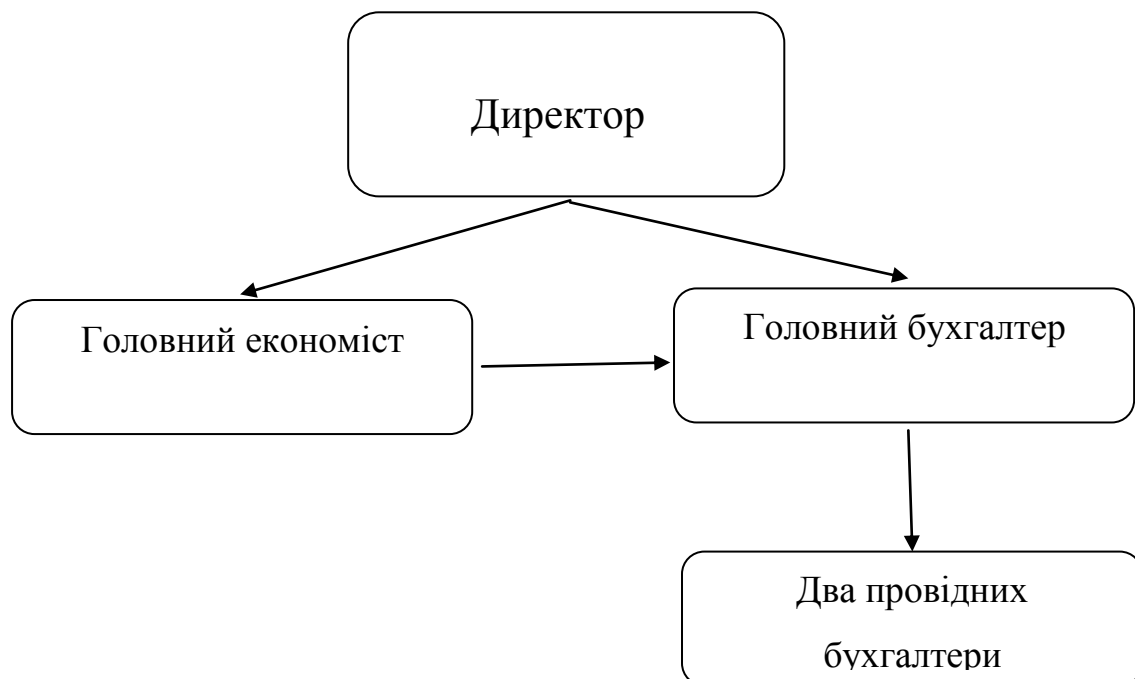 Директор
Головний економіст
Головний бухгалтер
Два провідних
бухгалтери